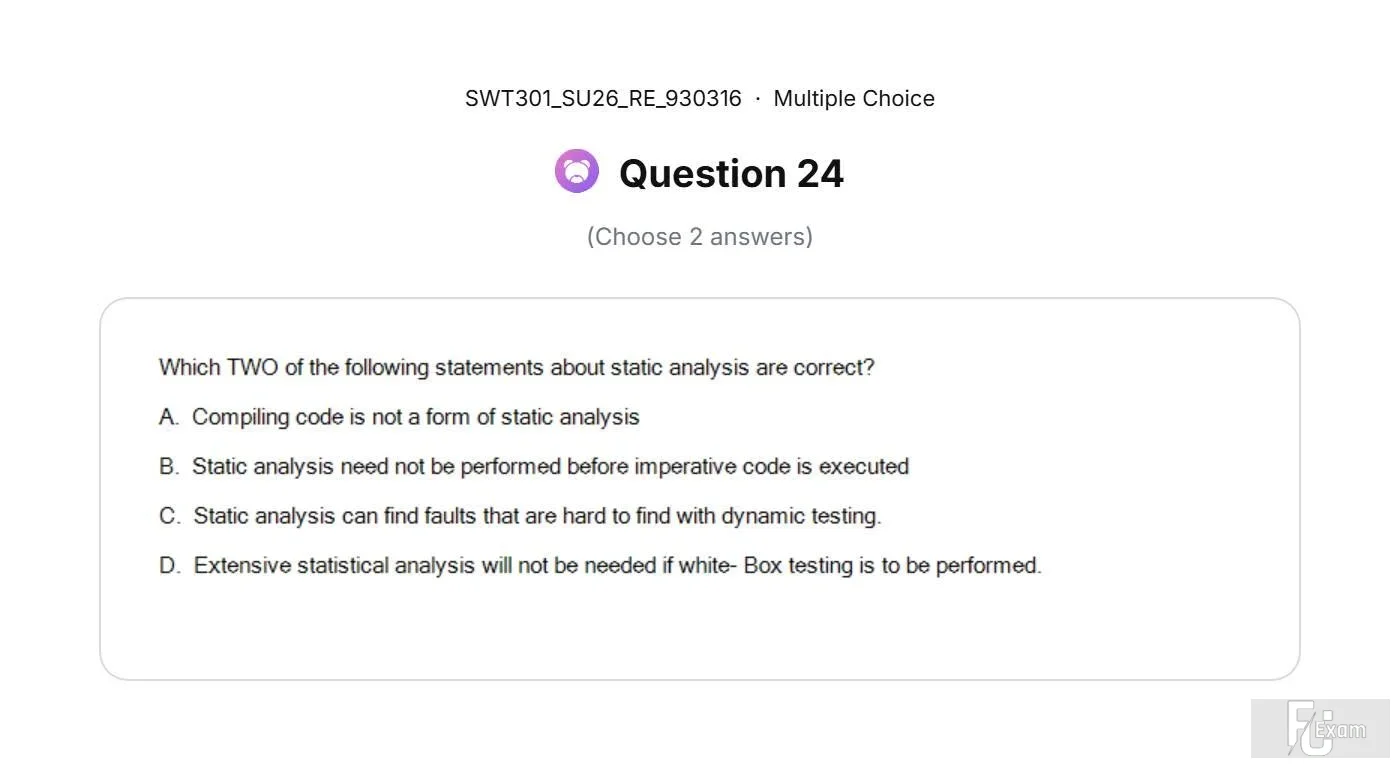 SWT301_SU26_RE_930316 · Multiple Choice
Question 24
(Choose 2 answers)
Which TWO of the following statements about static analysis are correct?
A. Compiling code is not a form of static analysis
B. Static analysis need not be performed before imperative code is executed
C. Static analysis can find faults that are hard to find with dynamic testing.
D. Extensive statistical analysis will not be needed if white- Box testing is to be performed.
Exam